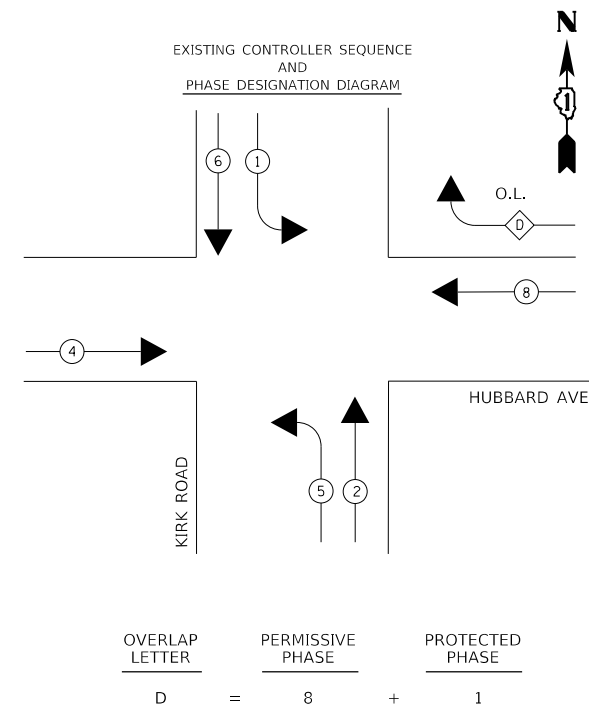 N
EXISTING CONTROLLER SEQUENCE
AND
PHASE DESIGNATION DIAGRAM
1
6
1
O.L.
D
8
4
HUBBARD AVE
KIRK ROAD
5
2
OVERLAP LETTER
PERMISSIVE PHASE
PROTECTED PHASE
D = 8 + 1